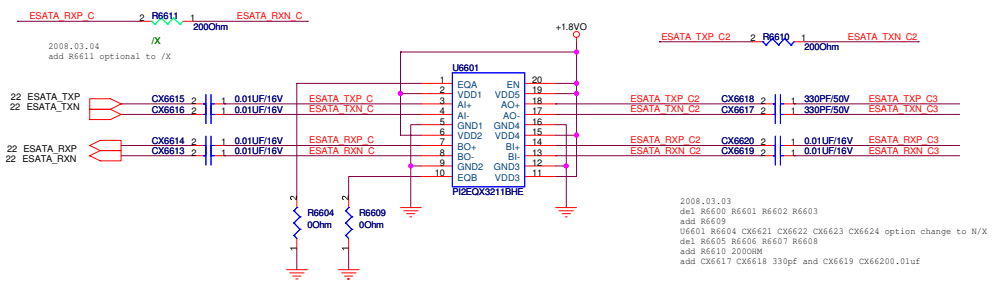 ESATA_RXP_C 2 R6611 1 ESATA_RXN_C
200Ohm
/X
2008.03.04
add R6611 optional to /X
+1.8VO
ESATA_TXP_C2 2 R6610 1 ESATA_TXN_C2
200Ohm
U6601
1 EQA EN 20
2 VDD1 VDD5 19
22 ESATA_TXP CX6615 2 1 0.01UF/16V ESATA_TXP_C 3 AI+ AO+ 18 ESATA_TXP_C2 CX6618 2 1 330PF/50V ESATA_TXP_C3
22 ESATA_TXN CX6616 2 1 0.01UF/16V ESATA_TXN_C 4 AI- AO- 17 ESATA_TXN_C2 CX6617 2 1 330PF/50V ESATA_TXN_C3
5 GND1 GND4 16
6 VDD2 VDD4 15
22 ESATA_RXP CX6614 2 1 0.01UF/16V ESATA_RXP_C 7 BO+ BI+ 14 ESATA_RXP_C2 CX6620 2 1 0.01UF/16V ESATA_RXP_C3
22 ESATA_RXN CX6613 2 1 0.01UF/16V ESATA_RXN_C 8 BO- BI- 13 ESATA_RXN_C2 CX6619 2 1 0.01UF/16V ESATA_RXN_C3
9 GND2 GND3 12
10 EQB VDD3 11
PI2EQX3211BHE
2 R6604 1
0Ohm
2 R6609 1
0Ohm
2008.03.03
del R6600 R6601 R6602 R6603
add R6609
U6601 R6604 CX6621 CX6622 CX6623 CX6624 option change to N/X
del R6605 R6606 R6607 R6608
add R6610 200OHM
add CX6617 CX6618 330pf and CX6619 CX66200.01uf